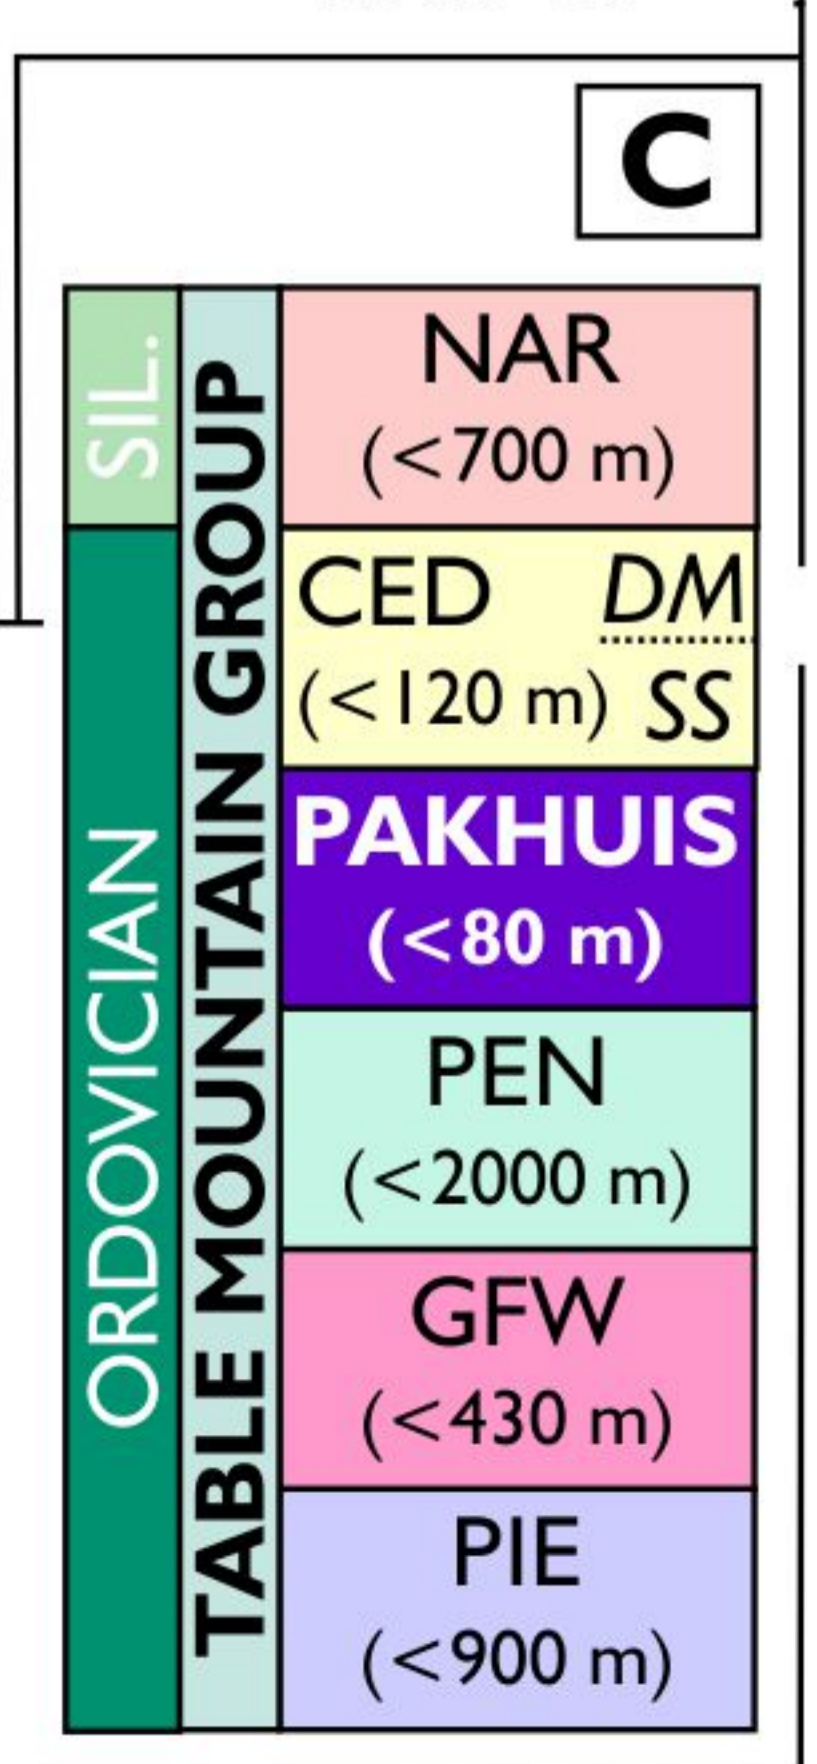 C
SIL.
ORDOVICIAN
TABLE MOUNTAIN GROUP
NAR
(<700 m)
CED DM
(<120 m) SS
PAKHUIS
(<80 m)
PEN
(<2000 m)
GFW
(<430 m)
PIE
(<900 m)